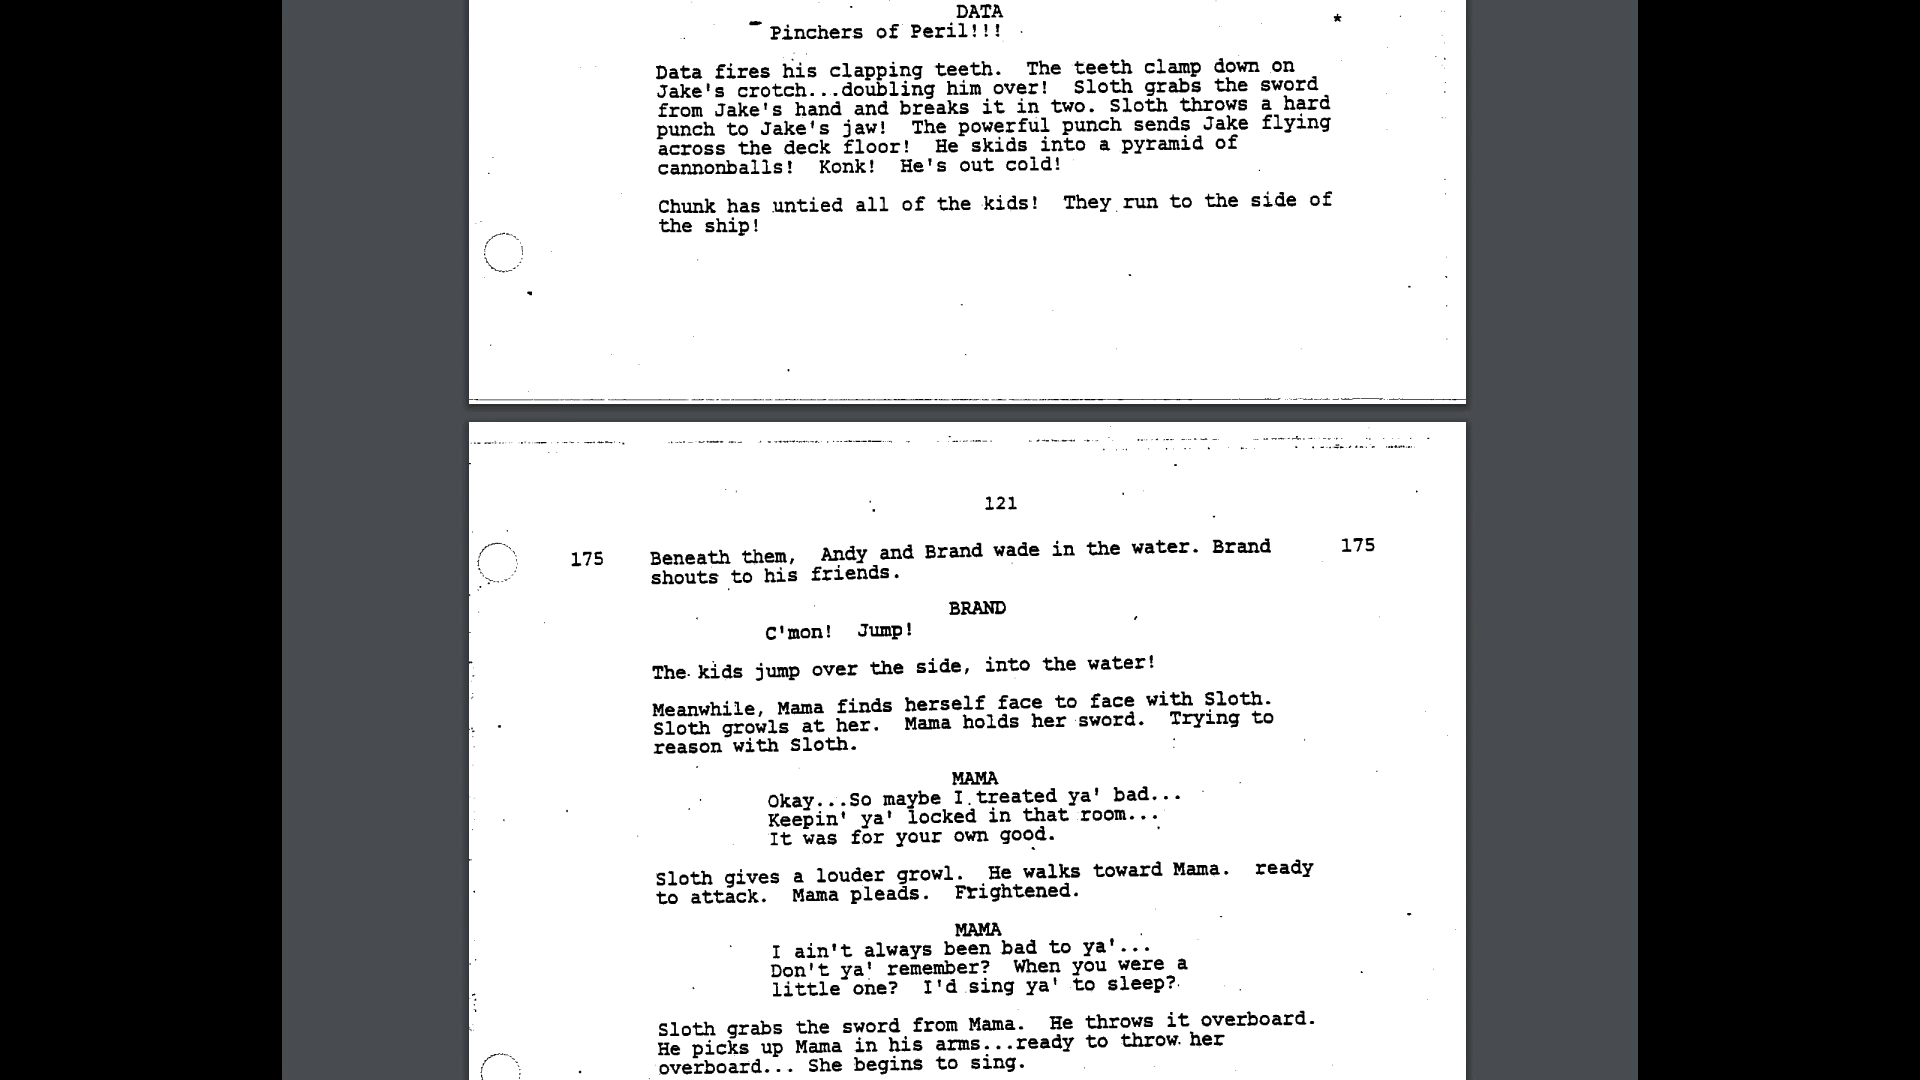 DATA
*
Pinchers of Peril!!!
Data fires his clapping teeth. The teeth clamp down on
Jake's crotch...doubling him over! Sloth grabs the sword
from Jake's hand and breaks it in two. Sloth throws a hard
punch to Jake's jaw! The powerful punch sends Jake flying
across the deck floor! He skids into a pyramid of
cannonballs! Konk! He's out cold!
Chunk has untied all of the kids! They run to the side of
the ship!
121
175 Beneath them, Andy and Brand wade in the water. Brand 175
shouts to his friends.
BRAND
C'mon! Jump!
The kids jump over the side, into the water!
Meanwhile, Mama finds herself face to face with Sloth.
Sloth growls at her. Mama holds her sword. Trying to
reason with Sloth.
MAMA
Okay...So maybe I treated ya' bad...
Keepin' ya' locked in that room...
It was for your own good.
Sloth gives a louder growl. He walks toward Mama. ready
to attack. Mama pleads. Frightened.
MAMA
I ain't always been bad to ya'...
Don't ya' remember? When you were a
little one? I'd sing ya' to sleep?
Sloth grabs the sword from Mama. He throws it overboard.
He picks up Mama in his arms...ready to throw her
overboard... She begins to sing.